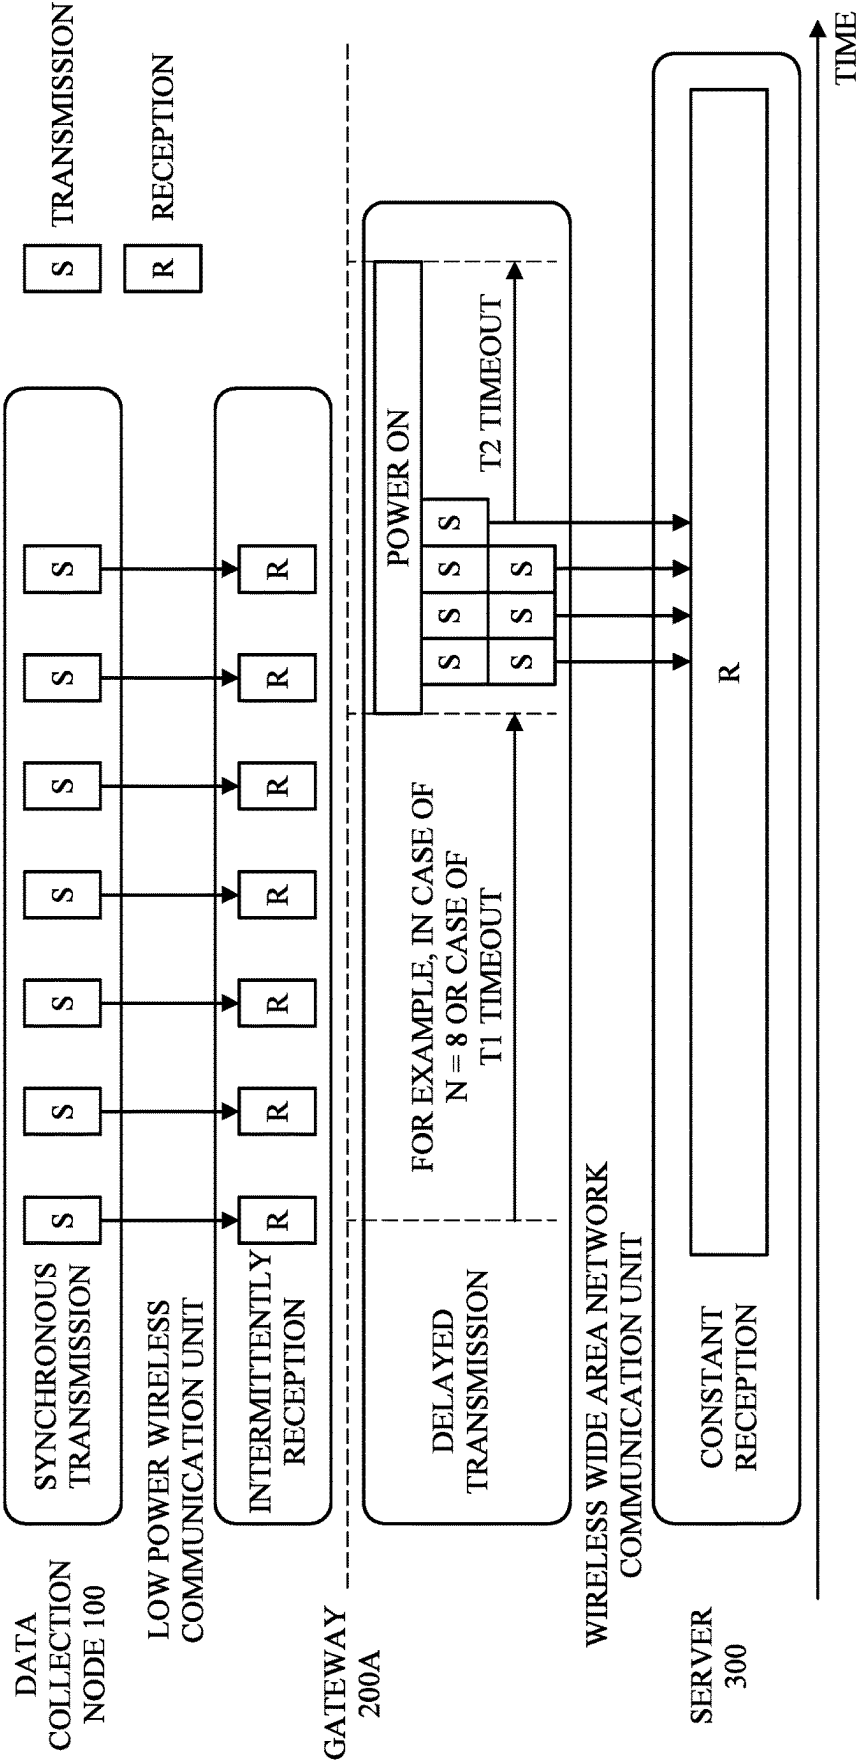 S TRANSMISSION
R RECEPTION
DATA
COLLECTION
NODE 100
SYNCHRONOUS
TRANSMISSION
S S S S S S S
LOW POWER WIRELESS
COMMUNICATION UNIT
INTERMITTENTLY
RECEPTION
R R R R R R R
GATEWAY
200A
DELAYED
TRANSMISSION
FOR EXAMPLE, IN CASE OF
N = 8 OR CASE OF
T1 TIMEOUT
POWER ON
S S S S
S S S
T2 TIMEOUT
WIRELESS WIDE AREA NETWORK
COMMUNICATION UNIT
SERVER
300
CONSTANT
RECEPTION
R
TIME